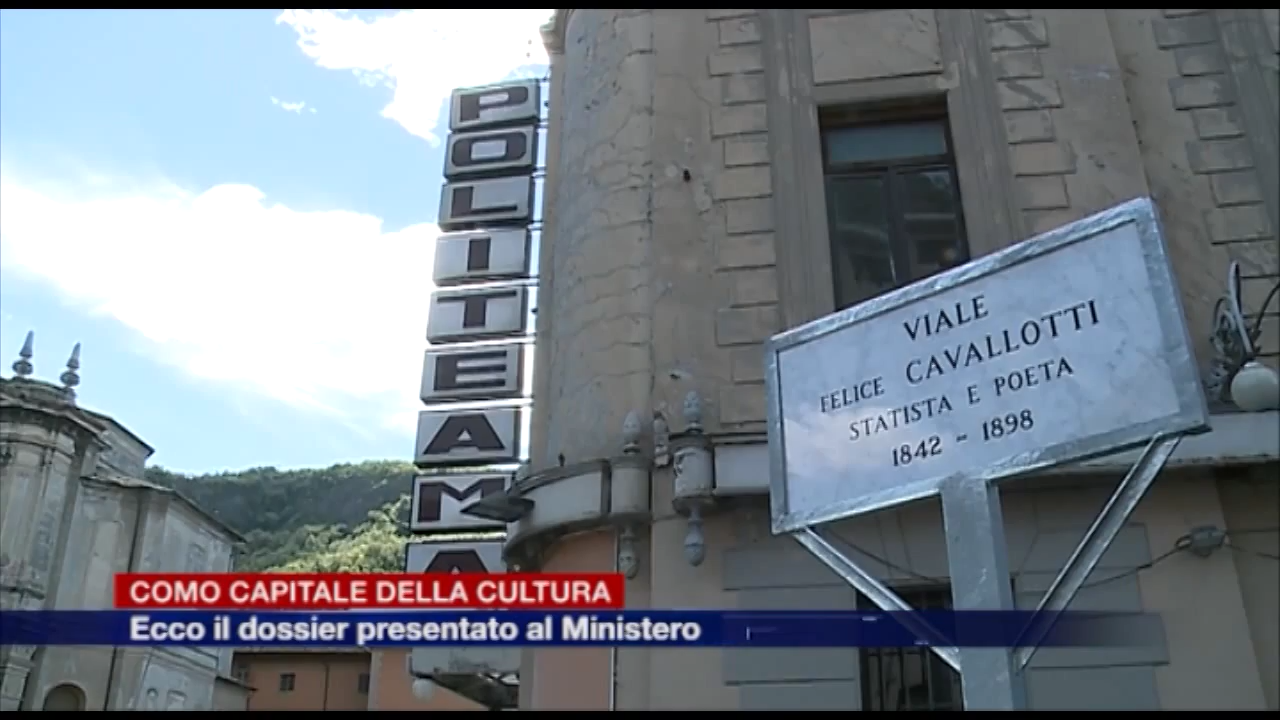 POLITEAMA
VIALE
FELICE CAVALLOTTI
STATISTA E POETA
1842 - 1898
COMO CAPITALE DELLA CULTURA
Ecco il dossier presentato al Ministero